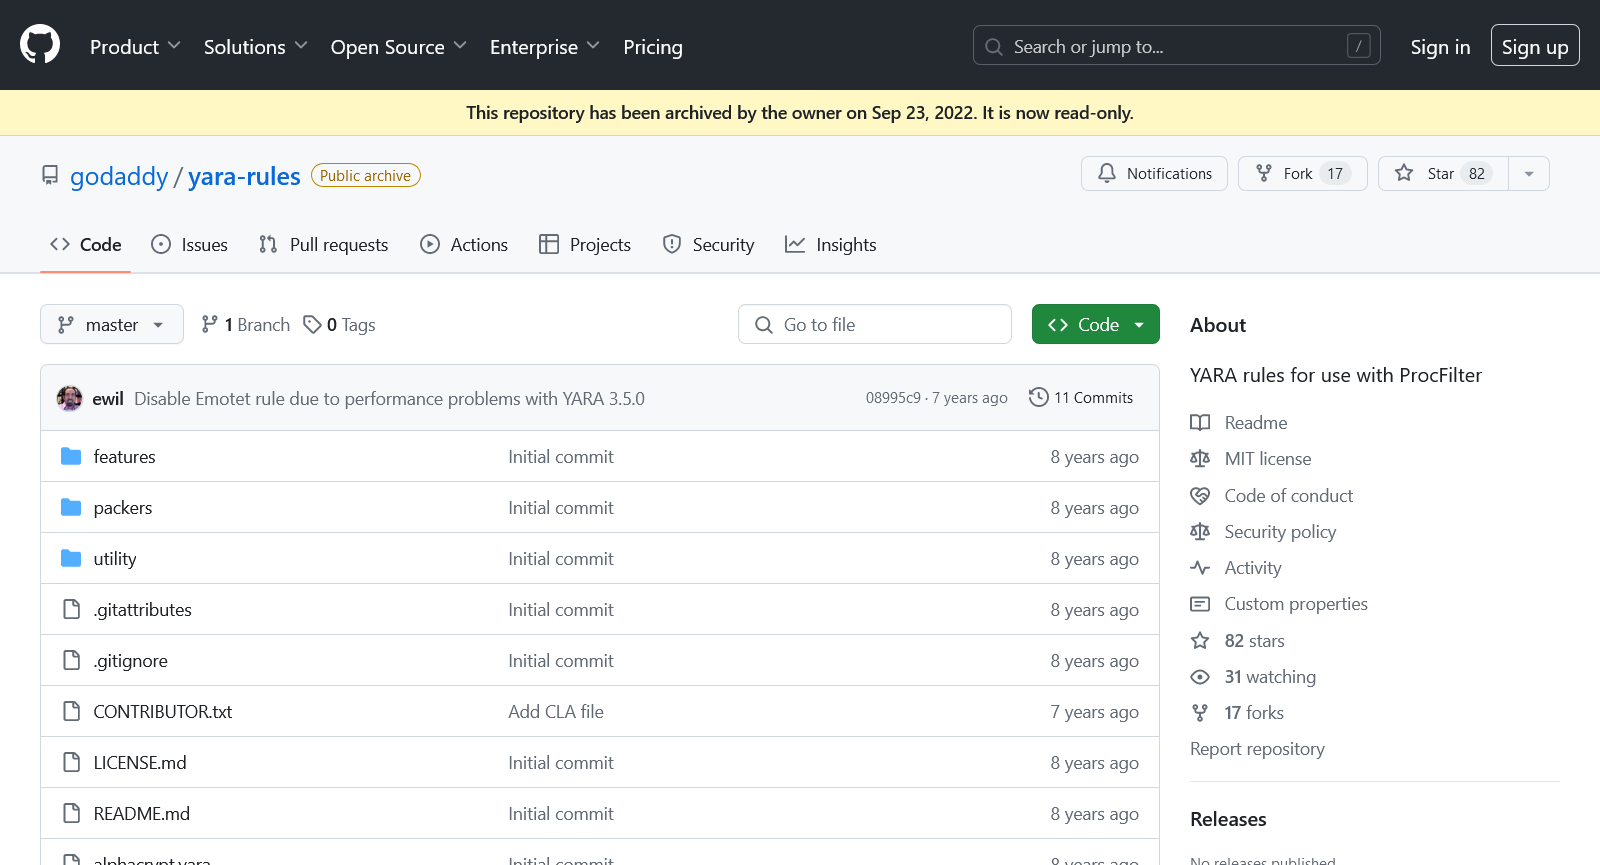 Product Solutions Open Source Enterprise Pricing Search or jump to... / Sign in Sign up
This repository has been archived by the owner on Sep 23, 2022. It is now read-only.
godaddy / yara-rules Public archive Notifications Fork 17 Star 82
Code Issues Pull requests Actions Projects Security Insights
master 1 Branch 0 Tags Go to file Code
ewil Disable Emotet rule due to performance problems with YARA 3.5.0 08995c9 · 7 years ago 11 Commits
features Initial commit 8 years ago
packers Initial commit 8 years ago
utility Initial commit 8 years ago
.gitattributes Initial commit 8 years ago
.gitignore Initial commit 8 years ago
CONTRIBUTOR.txt Add CLA file 7 years ago
LICENSE.md Initial commit 8 years ago
README.md Initial commit 8 years ago
alphacrypt.yara Initial commit 8 years ago
About
YARA rules for use with ProcFilter
Readme
MIT license
Code of conduct
Security policy
Activity
Custom properties
82 stars
31 watching
17 forks
Report repository
Releases
No releases published